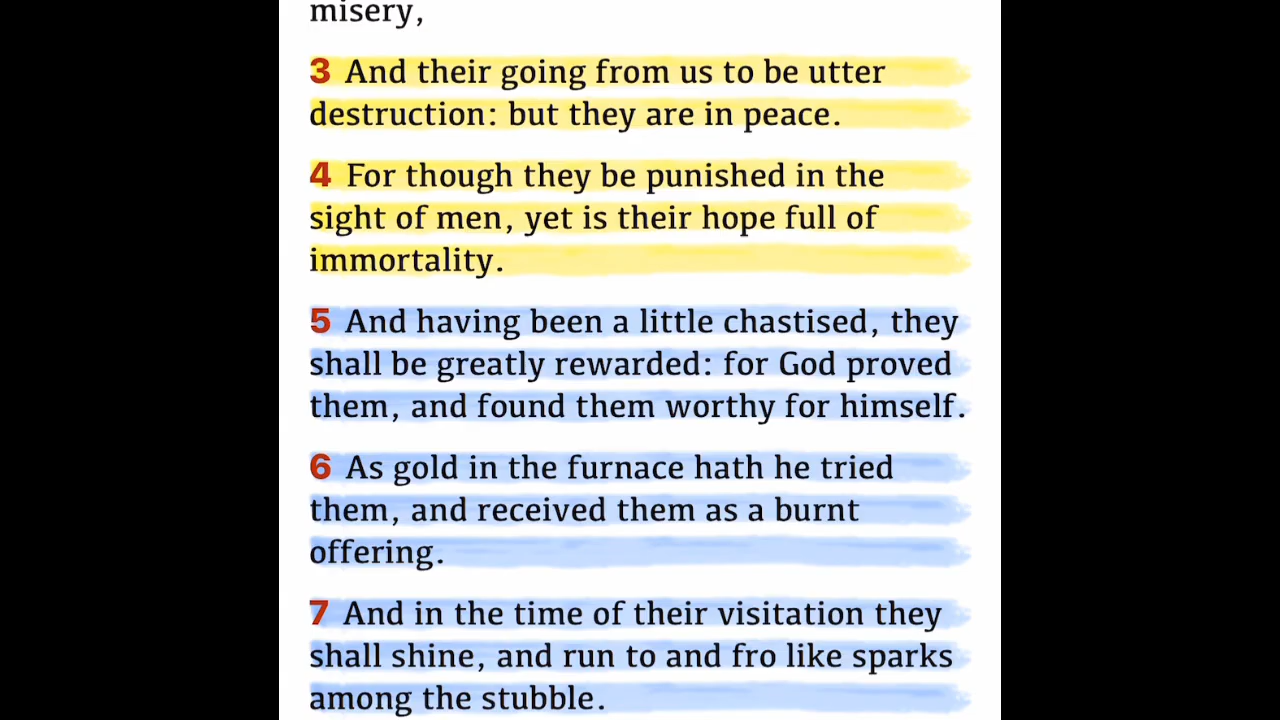 misery,
3 And their going from us to be utter
destruction: but they are in peace.
4 For though they be punished in the
sight of men, yet is their hope full of
immortality.
5 And having been a little chastised, they
shall be greatly rewarded: for God proved
them, and found them worthy for himself.
6 As gold in the furnace hath he tried
them, and received them as a burnt
offering.
7 And in the time of their visitation they
shall shine, and run to and fro like sparks
among the stubble.